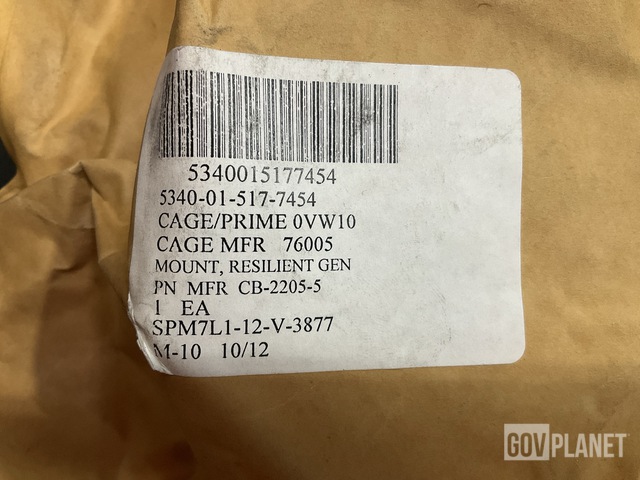 5340015177454
5340-01-517-7454
CAGE/PRIME 0VW10
CAGE MFR 76005
MOUNT, RESILIENT GEN
PN MFR CB-2205-5
1 EA
SPM7L1-12-V-3877
M-10 10/12
GOVPLANET